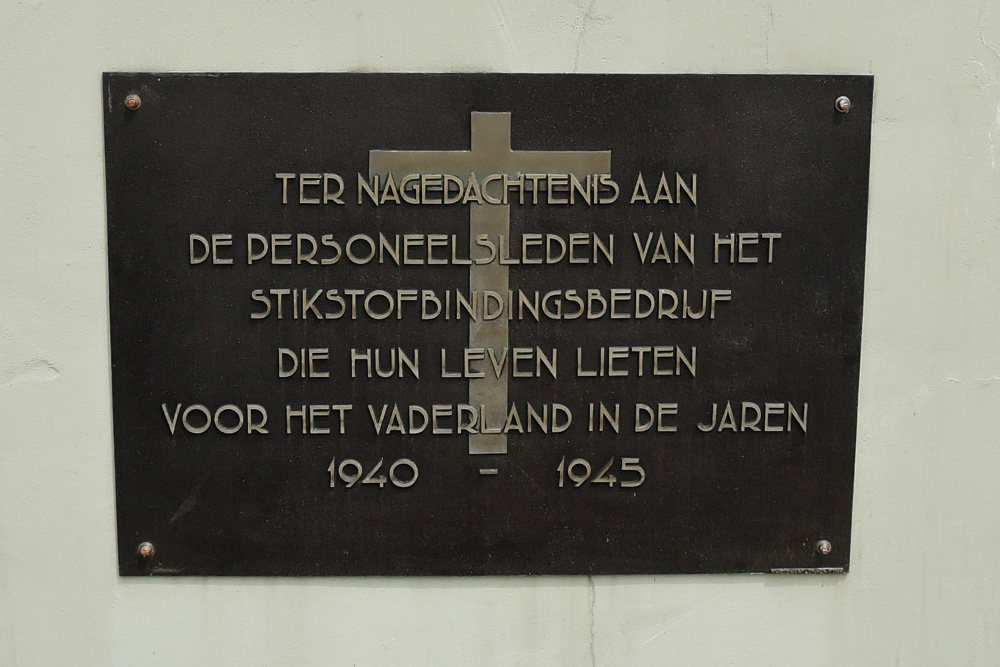 TER NAGEDACHTENIS AAN
DE PERSONEELSLEDEN VAN HET
STIKSTOFBINDINGSBEDRIJF
DIE HUN LEVEN LIETEN
VOOR HET VADERLAND IN DE JAREN
1940 – 1945